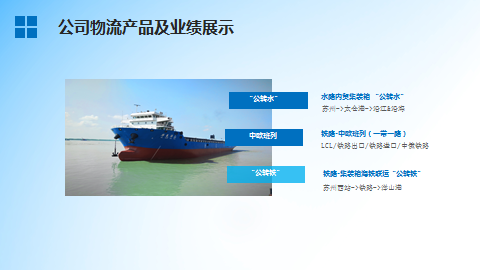 公司物流产品及业绩展示
“公转水”
水路内贸集装箱 “公转水”
苏州->太仓港->沿江&沿海
中欧班列
铁路-中欧班列（一带一路）
LCL/铁路出口/铁路进口/中俄铁路
“公转铁”
铁路-集装箱海铁联运“公转铁”
苏州西站->铁路->洋山港